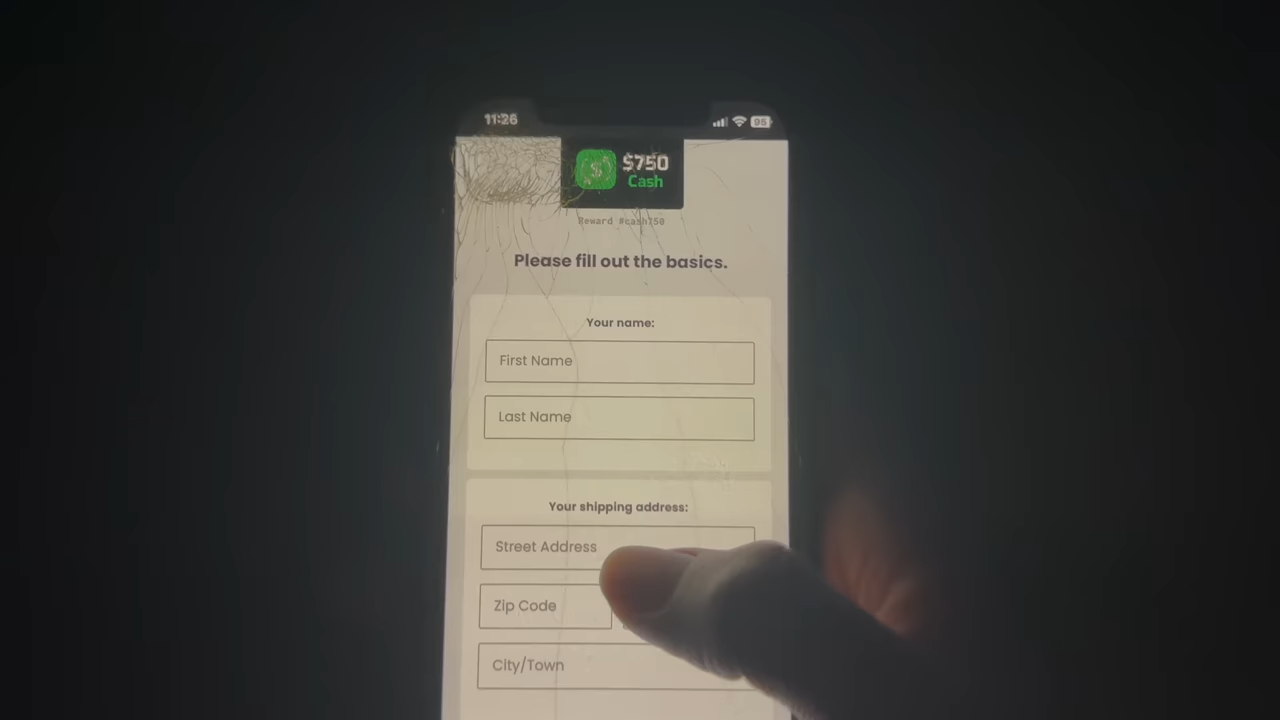 11:26
95
$750
Cash
Reward #cash750
Please fill out the basics.
Your name:
First Name
Last Name
Your shipping address:
Street Address
Zip Code
City/Town